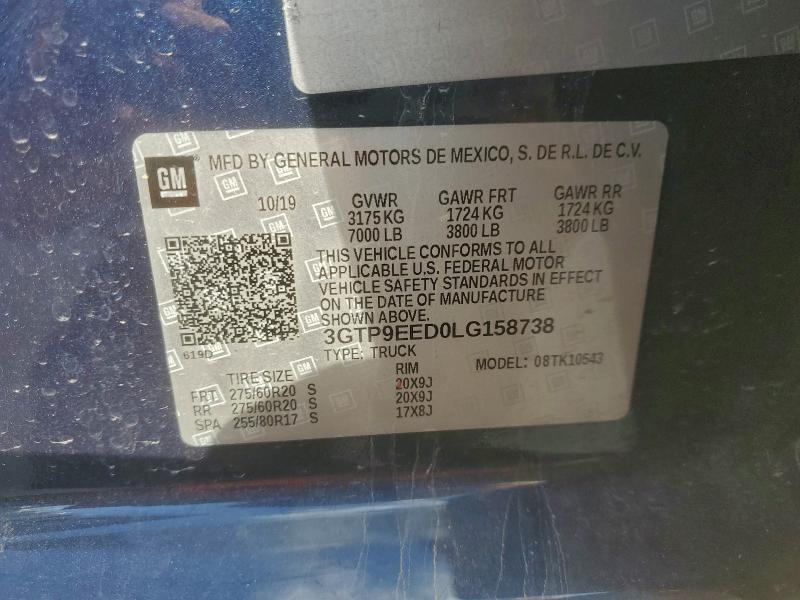 GM
MFD BY GENERAL MOTORS DE MEXICO, S. DE R.L. DE C.V.
10/19
GVWR GAWR FRT GAWR RR
3175 KG 1724 KG 1724 KG
7000 LB 3800 LB 3800 LB
THIS VEHICLE CONFORMS TO ALL
APPLICABLE U.S. FEDERAL MOTOR
VEHICLE SAFETY STANDARDS IN EFFECT
ON THE DATE OF MANUFACTURE
SHOWN ABOVE.
3GTP9EED0LG158738
619D
TYPE: TRUCK MODEL: 08TK10543
TIRE SIZE RIM
FRT 275/60R20 S 20X9J
RR 275/60R20 S 20X9J
SPA 255/80R17 S 17X8J